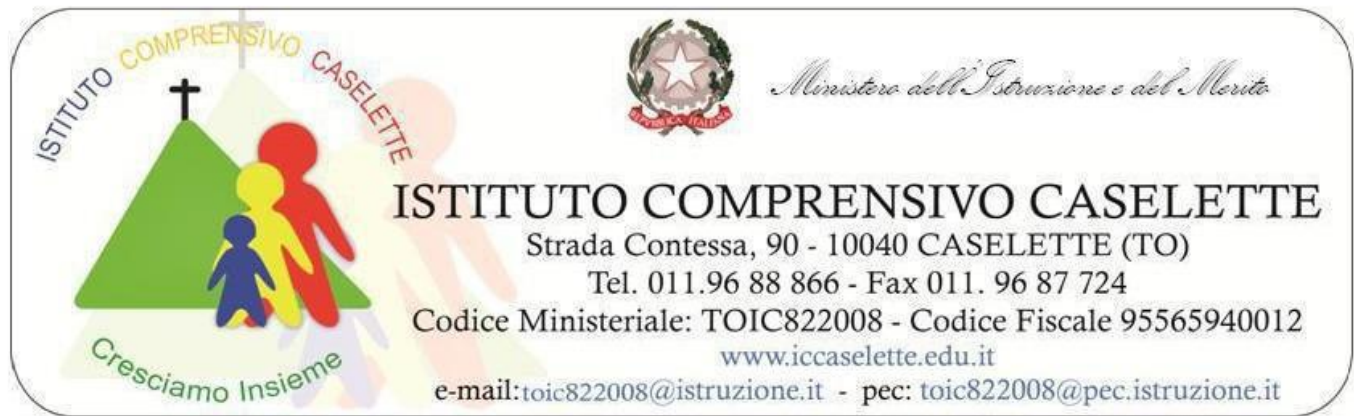 ISTITUTO COMPRENSIVO CASELETTE
Cresciamo Insieme
REPVBBLICA ITALIANA
Ministero dell'Istruzione e del Merito
ISTITUTO COMPRENSIVO CASELETTE
Strada Contessa, 90 - 10040 CASELETTE (TO)
Tel. 011.96 88 866 - Fax 011. 96 87 724
Codice Ministeriale: TOIC822008 - Codice Fiscale 95565940012
www.iccaselette.edu.it
e-mail:toic822008@istruzione.it - pec: toic822008@pec.istruzione.it